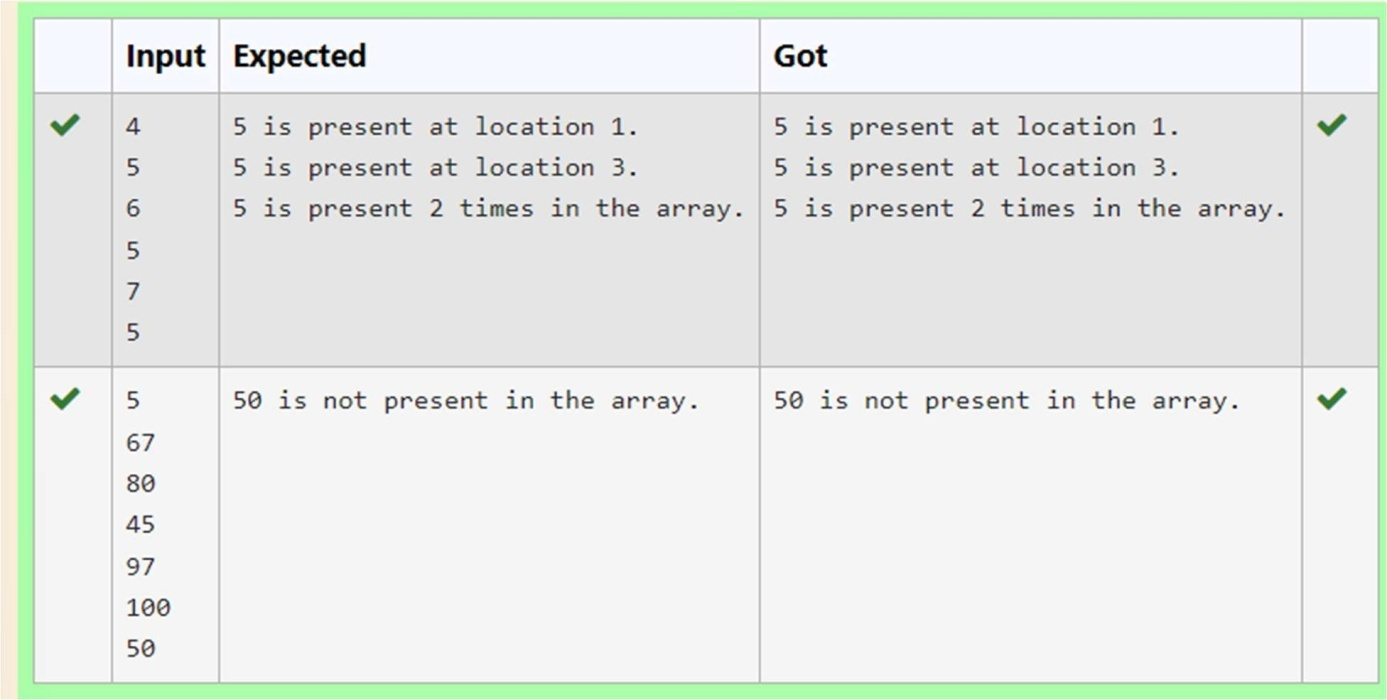 Input Expected Got
4 5 is present at location 1. 5 is present at location 1.
5 5 is present at location 3. 5 is present at location 3.
6 5 is present 2 times in the array. 5 is present 2 times in the array.
5
7
5
5 50 is not present in the array. 50 is not present in the array.
67
80
45
97
100
50